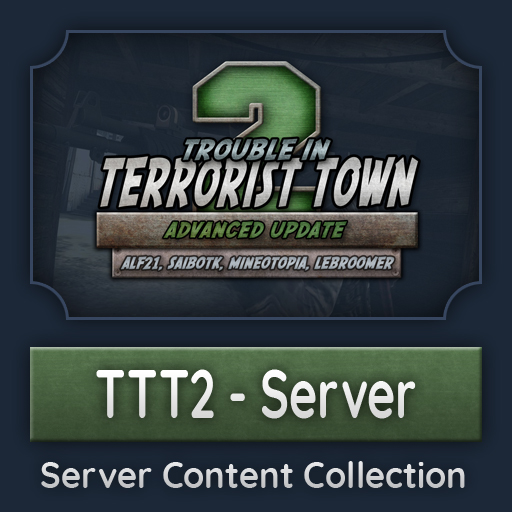 2
TROUBLE IN
TERRORIST TOWN
ADVANCED UPDATE
ALF21, SAIBOTK, MINEOTOPIA, LEBROOMER
TTT2 - Server
Server Content Collection